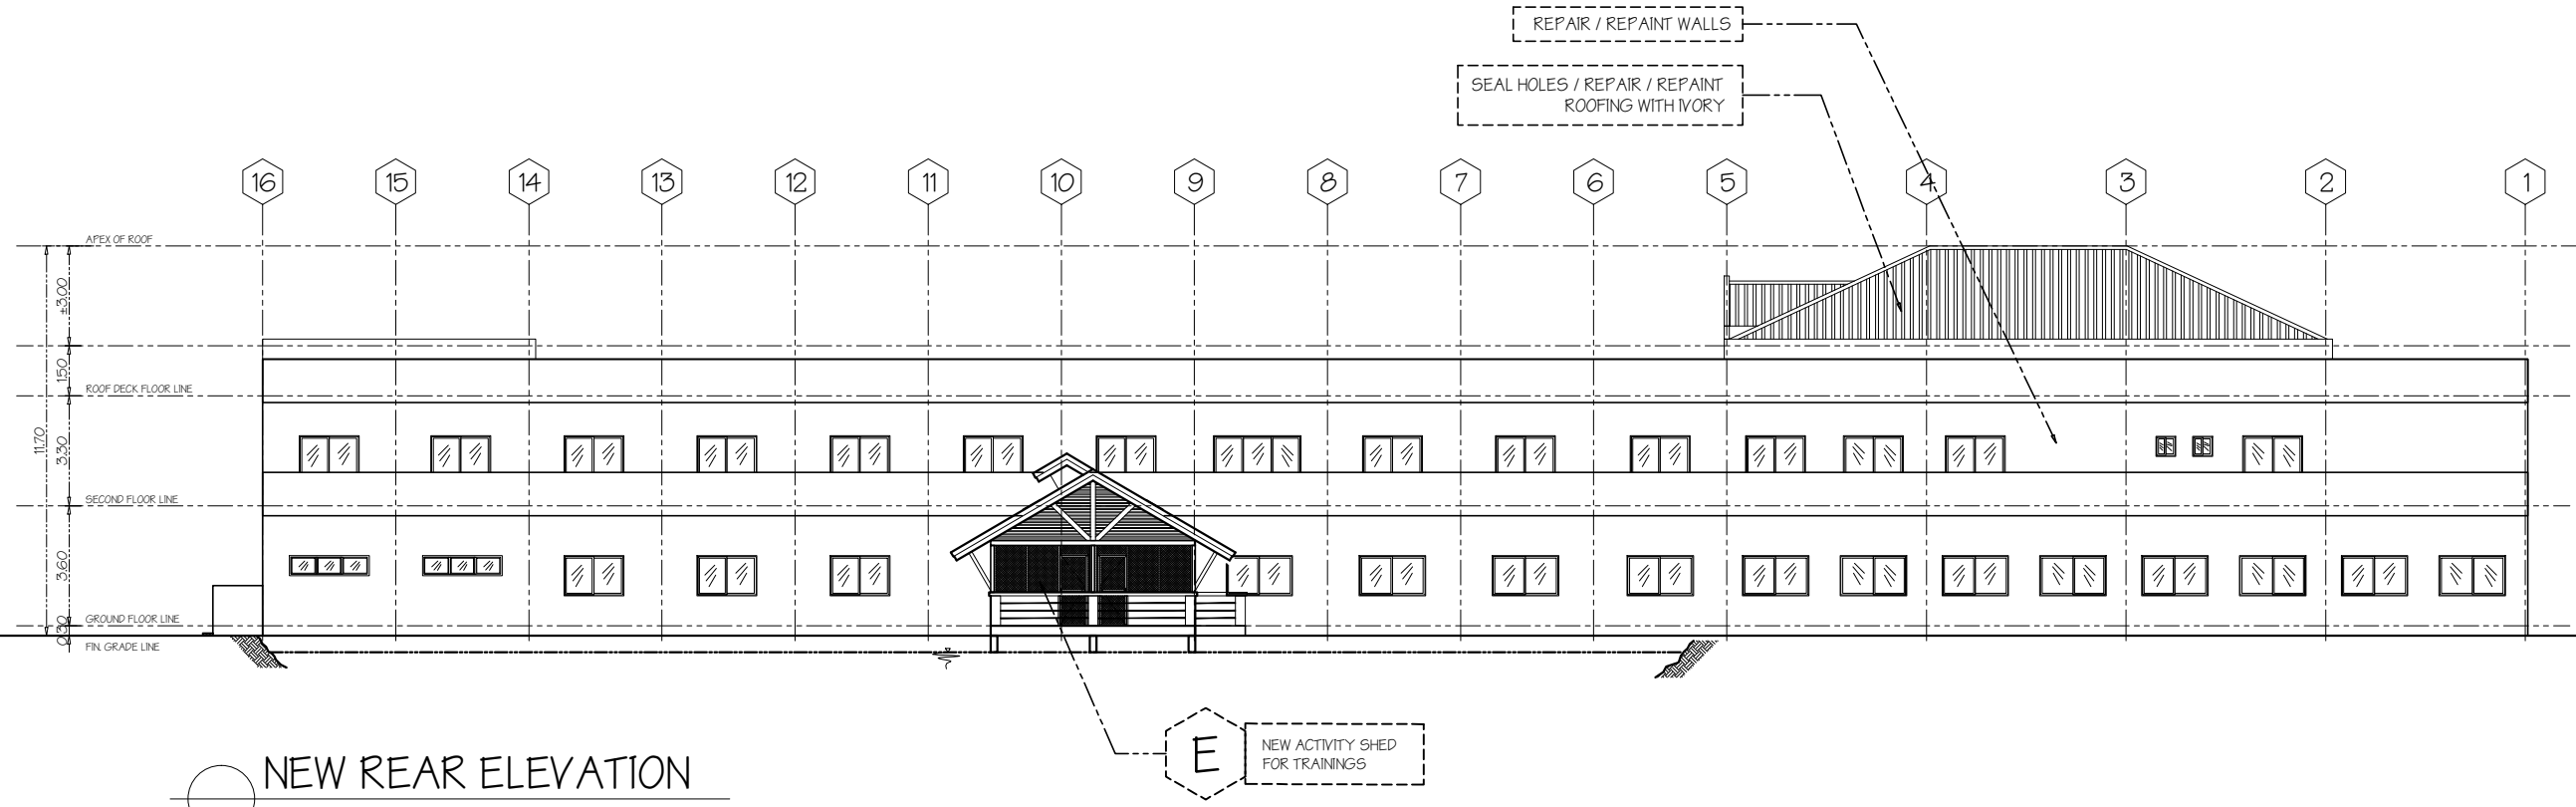 REPAIR / REPAINT WALLS
SEAL HOLES / REPAIR / REPAINT
ROOFING WITH IVORY
16 15 14 13 12 11 10 9 8 7 6 5 4 3 2 1
APEX OF ROOF
±3.00
1.50
ROOF DECK FLOOR LINE
11.70
3.30
SECOND FLOOR LINE
3.60
GROUND FLOOR LINE
0.30
FIN. GRADE LINE
E
NEW ACTIVITY SHED
FOR TRAININGS
NEW REAR ELEVATION